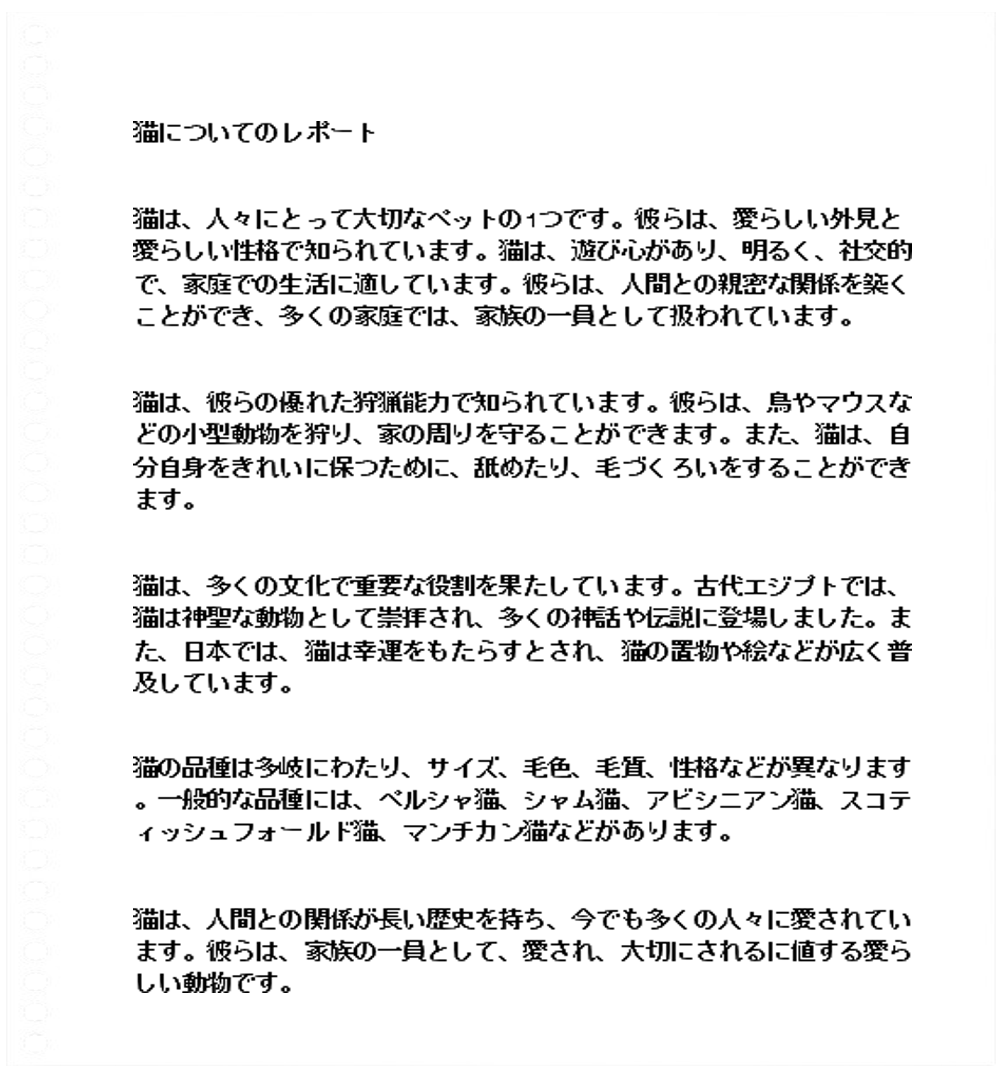 猫についてのレポート
猫は、人々にとって大切なペットの1つです。彼らは、愛らしい外見と
愛らしい性格で知られています。猫は、遊び心があり、明るく、社交的
で、家庭での生活に適しています。彼らは、人間との親密な関係を築く
ことができ、多くの家庭では、家族の一員として扱われています。
猫は、彼らの優れた狩猟能力で知られています。彼らは、鳥やマウスな
どの小型動物を狩り、家の周りを守ることができます。また、猫は、自
分自身をきれいに保つために、舐めたり、毛づくろいをすることができ
ます。
猫は、多くの文化で重要な役割を果たしています。古代エジプトでは、
猫は神聖な動物として崇拝され、多くの神話や伝説に登場しました。ま
た、日本では、猫は幸運をもたらすとされ、猫の置物や絵などが広く普
及しています。
猫の品種は多岐にわたり、サイズ、毛色、毛質、性格などが異なります
。一般的な品種には、ペルシャ猫、シャム猫、アビシニアン猫、スコテ
ィッシュフォールド猫、マンチカン猫などがあります。
猫は、人間との関係が長い歴史を持ち、今でも多くの人々に愛されてい
ます。彼らは、家族の一員として、愛され、大切にされるに値する愛ら
しい動物です。